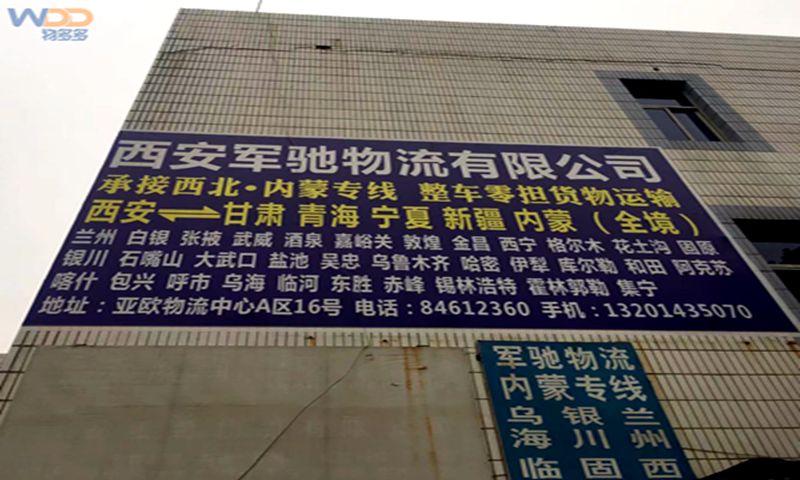 WDD
物多多
西安军驰物流有限公司
承接西北·内蒙专线 整车零担货物运输
西安⇌甘肃 青海 宁夏 新疆 内蒙（全境）
兰州 白银 张掖 武威 酒泉 嘉峪关 敦煌 金昌 西宁 格尔木 花土沟 固原
银川 石嘴山 大武口 盐池 吴忠 乌鲁木齐 哈密 伊犁 库尔勒 和田 阿克苏
喀什 包兴 呼市 乌海 临河 东胜 赤峰 锡林浩特 霍林郭勒 集宁
地址：亚欧物流中心A区16号 电话：84612360 手机：13201435070
军驰物流
内蒙专线
乌 银 兰
海 川 州
临 固 西